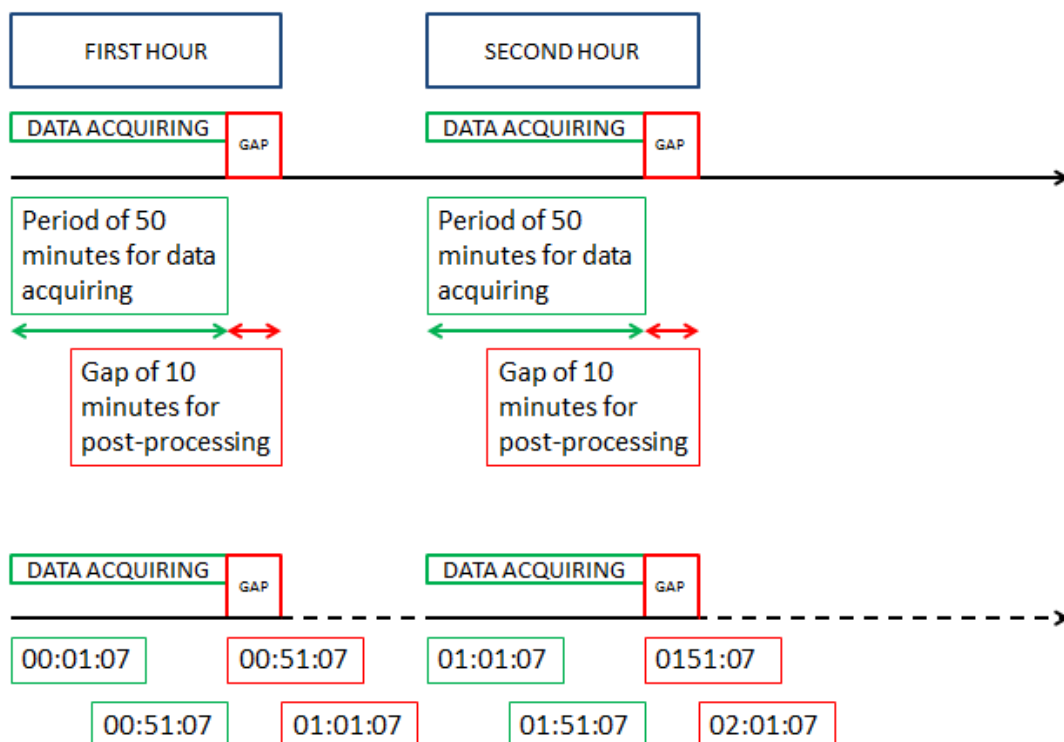 FIRST HOUR
SECOND HOUR
DATA ACQUIRING
GAP
DATA ACQUIRING
GAP
Period of 50
minutes for data
acquiring
Period of 50
minutes for data
acquiring
Gap of 10
minutes for
post-processing
Gap of 10
minutes for
post-processing
DATA ACQUIRING
GAP
DATA ACQUIRING
GAP
00:01:07
00:51:07
01:01:07
0151:07
00:51:07
01:01:07
01:51:07
02:01:07